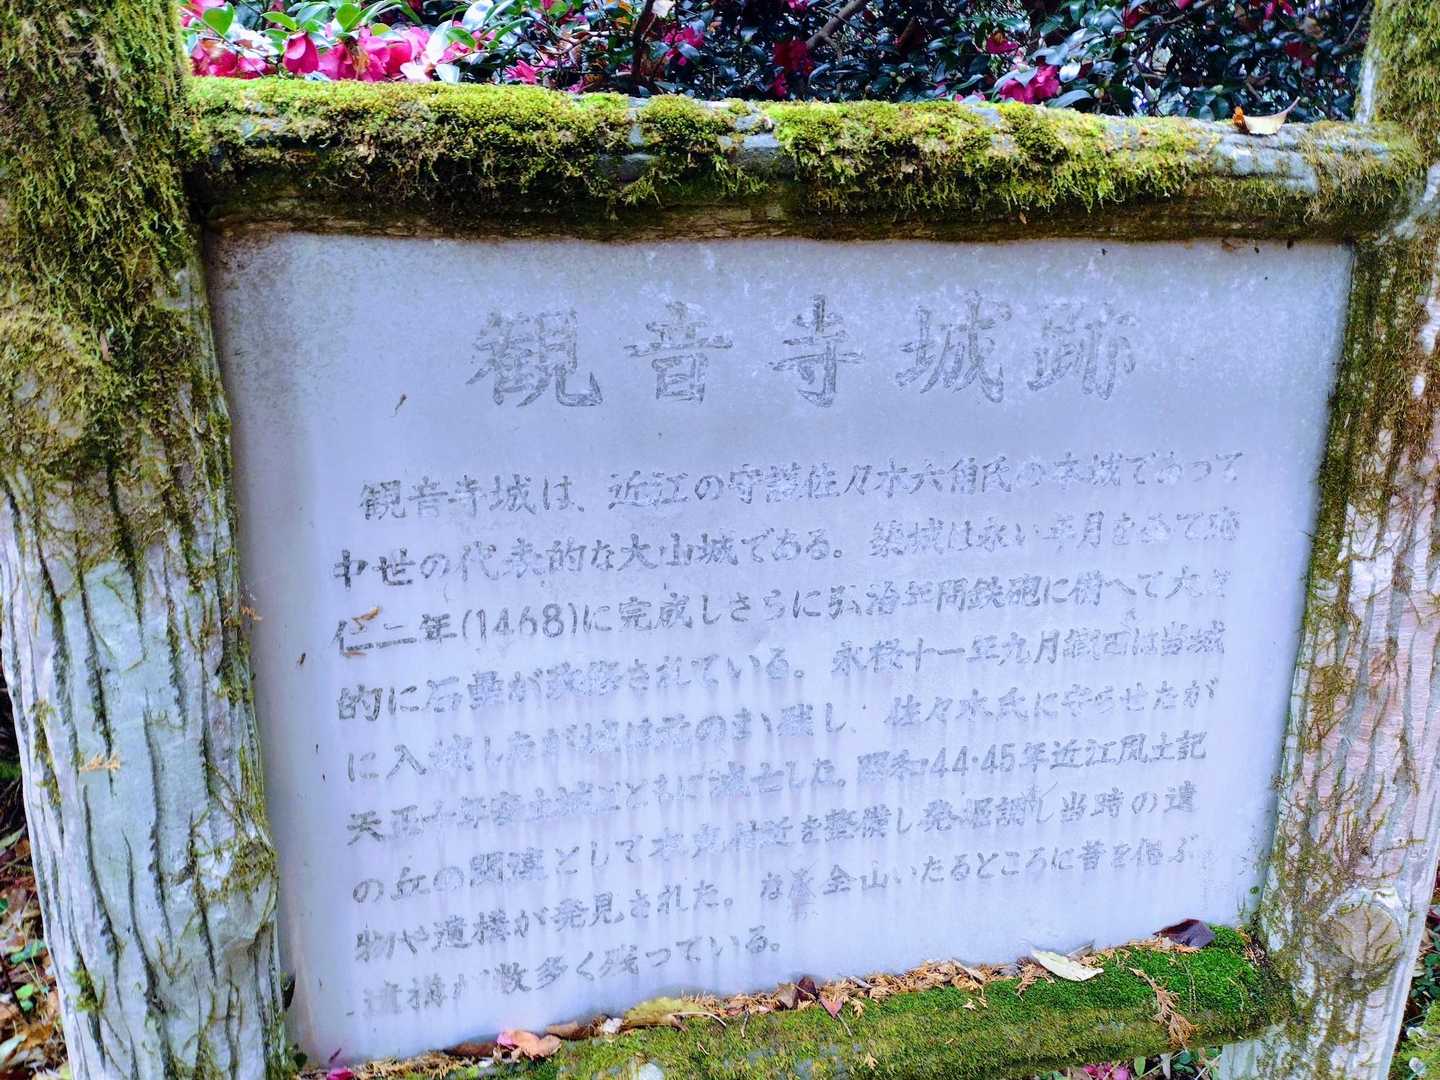 観音寺城跡
観音寺城は、近江の守護佐々木六角氏の本城であって
中世の代表的な大山城である。築城は永い年月をあて応
仁二年(1468)に完成しさらに弘治年間鉄砲に備へて大々
的に石塁が改修されている。永禄十一年九月織田は当城
に入城したが城は元のまゝ残し、佐々木氏に守らせたが
天正十年安土城とともに滅亡した。昭和44・45年近江風土記
の丘の関連として本丸付近を整備し発掘調し当時の遺
物や遺構が発見された。なお全山いたるところに昔を偲ぶ
遺構が数多く残っている。